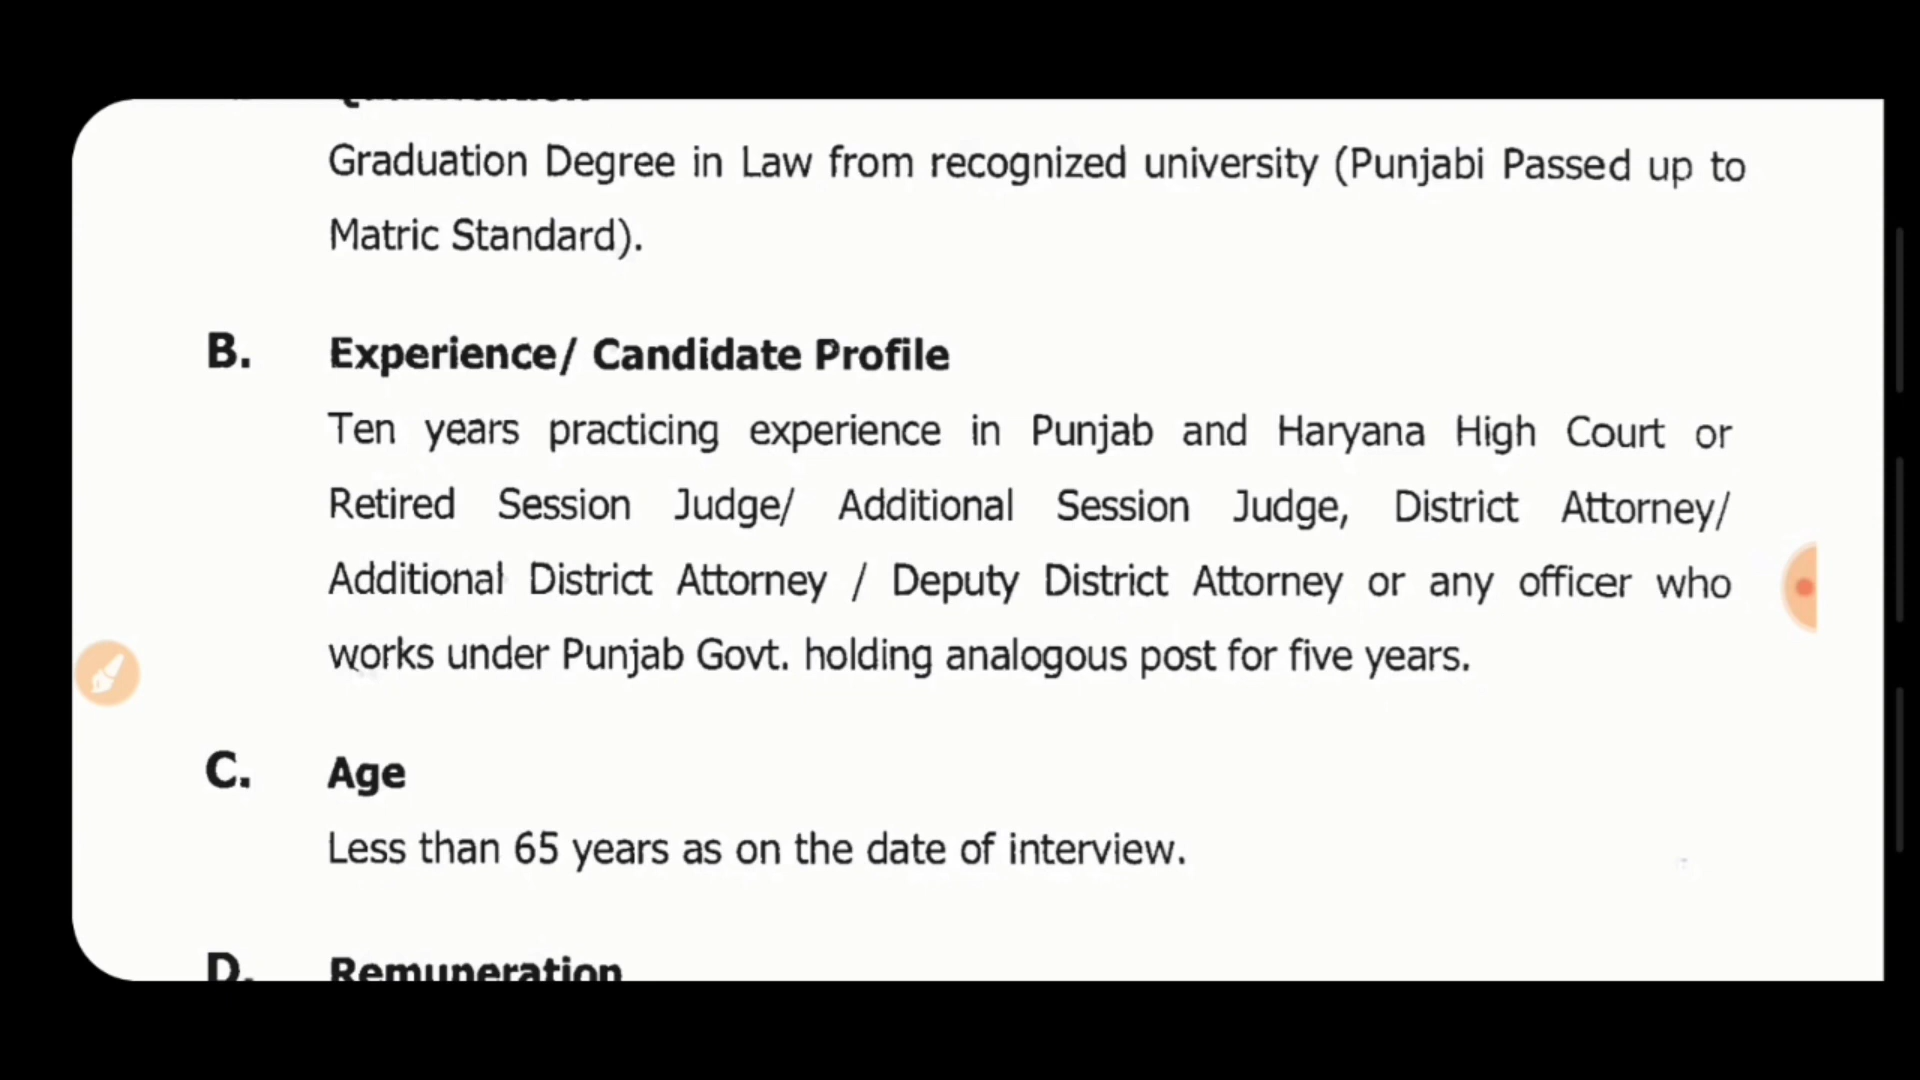 Graduation Degree in Law from recognized university (Punjabi Passed up to
Matric Standard).
B. Experience/ Candidate Profile
Ten years practicing experience in Punjab and Haryana High Court or
Retired Session Judge/ Additional Session Judge, District Attorney/
Additional District Attorney / Deputy District Attorney or any officer who
works under Punjab Govt. holding analogous post for five years.
C. Age
Less than 65 years as on the date of interview.
D. Remuneration